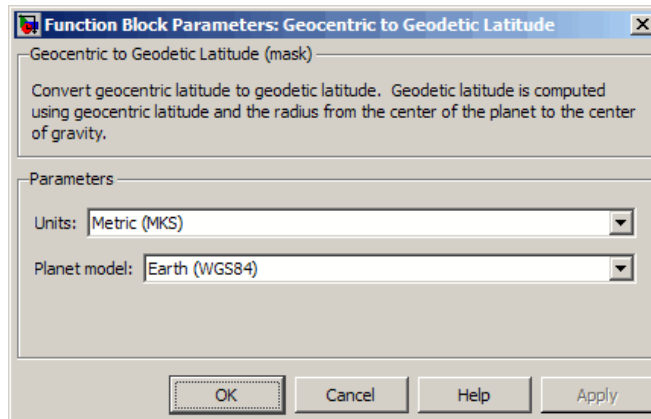 Function Block Parameters: Geocentric to Geodetic Latitude
Geocentric to Geodetic Latitude (mask)
Convert geocentric latitude to geodetic latitude.  Geodetic latitude is computed
using geocentric latitude and the radius from the center of the planet to the center
of gravity.
Parameters
Units: Metric (MKS)
Planet model: Earth (WGS84)
OK Cancel Help Apply